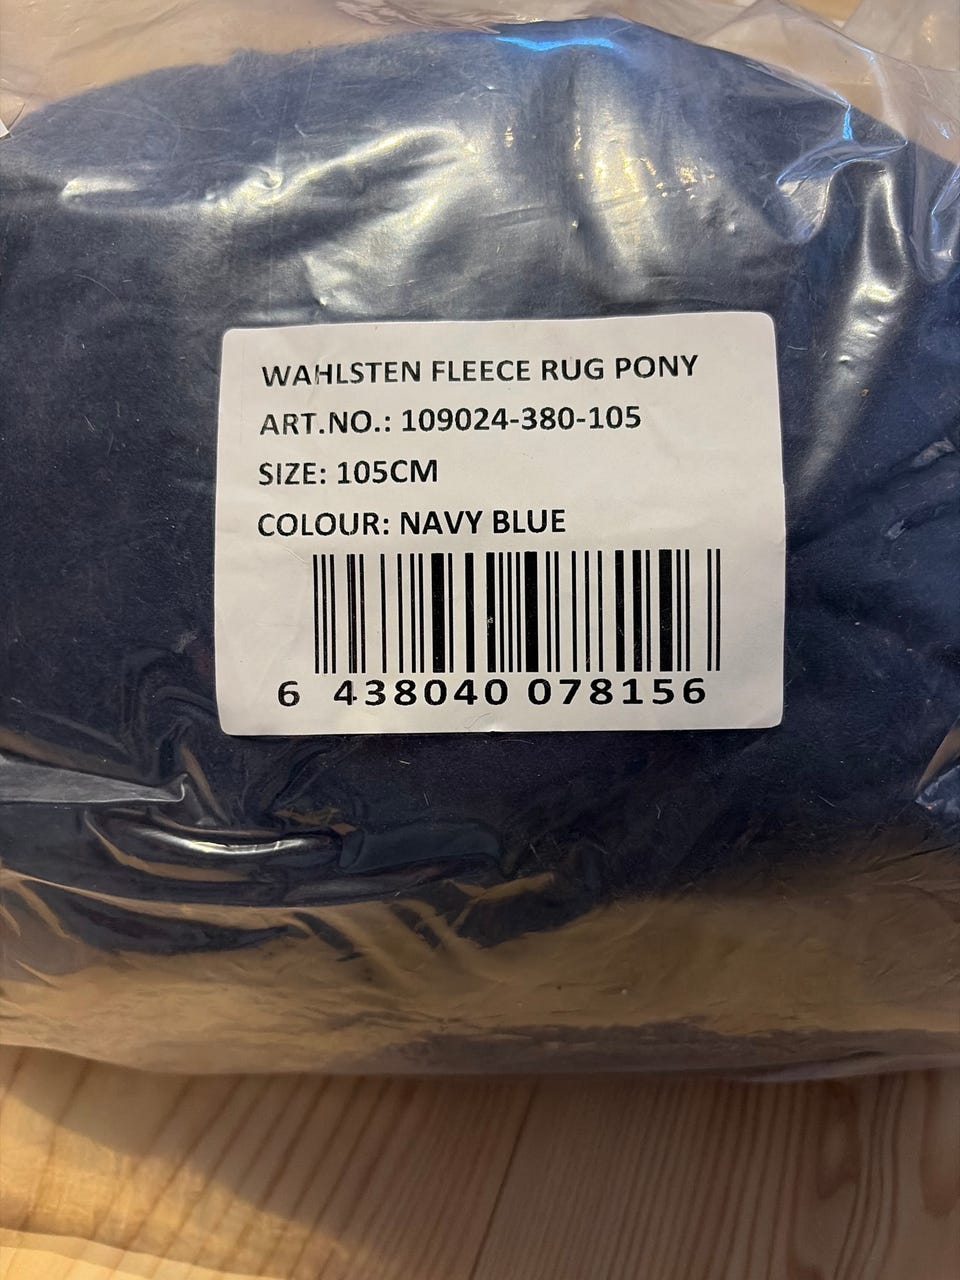 WAHLSTEN FLEECE RUG PONY
ART.NO.: 109024-380-105
SIZE: 105CM
COLOUR: NAVY BLUE
6 438040 078156